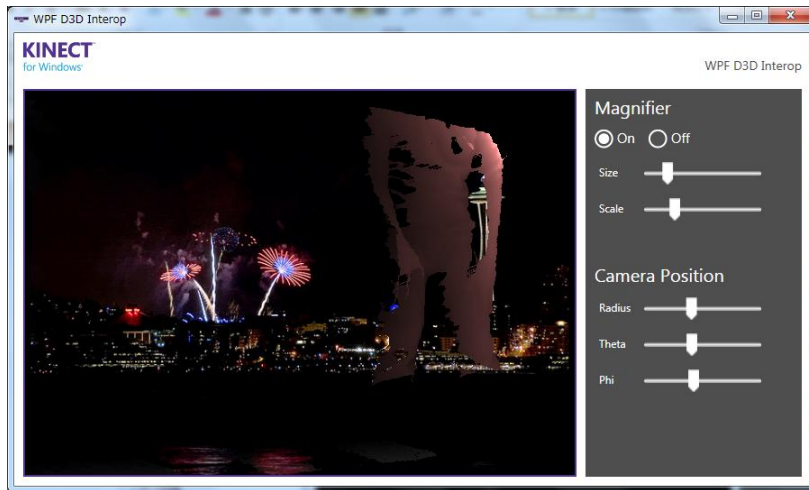 WPF D3D Interop
KINECT
for Windows
WPF D3D Interop
Magnifier
On Off
Size
Scale
Camera Position
Radius
Theta
Phi